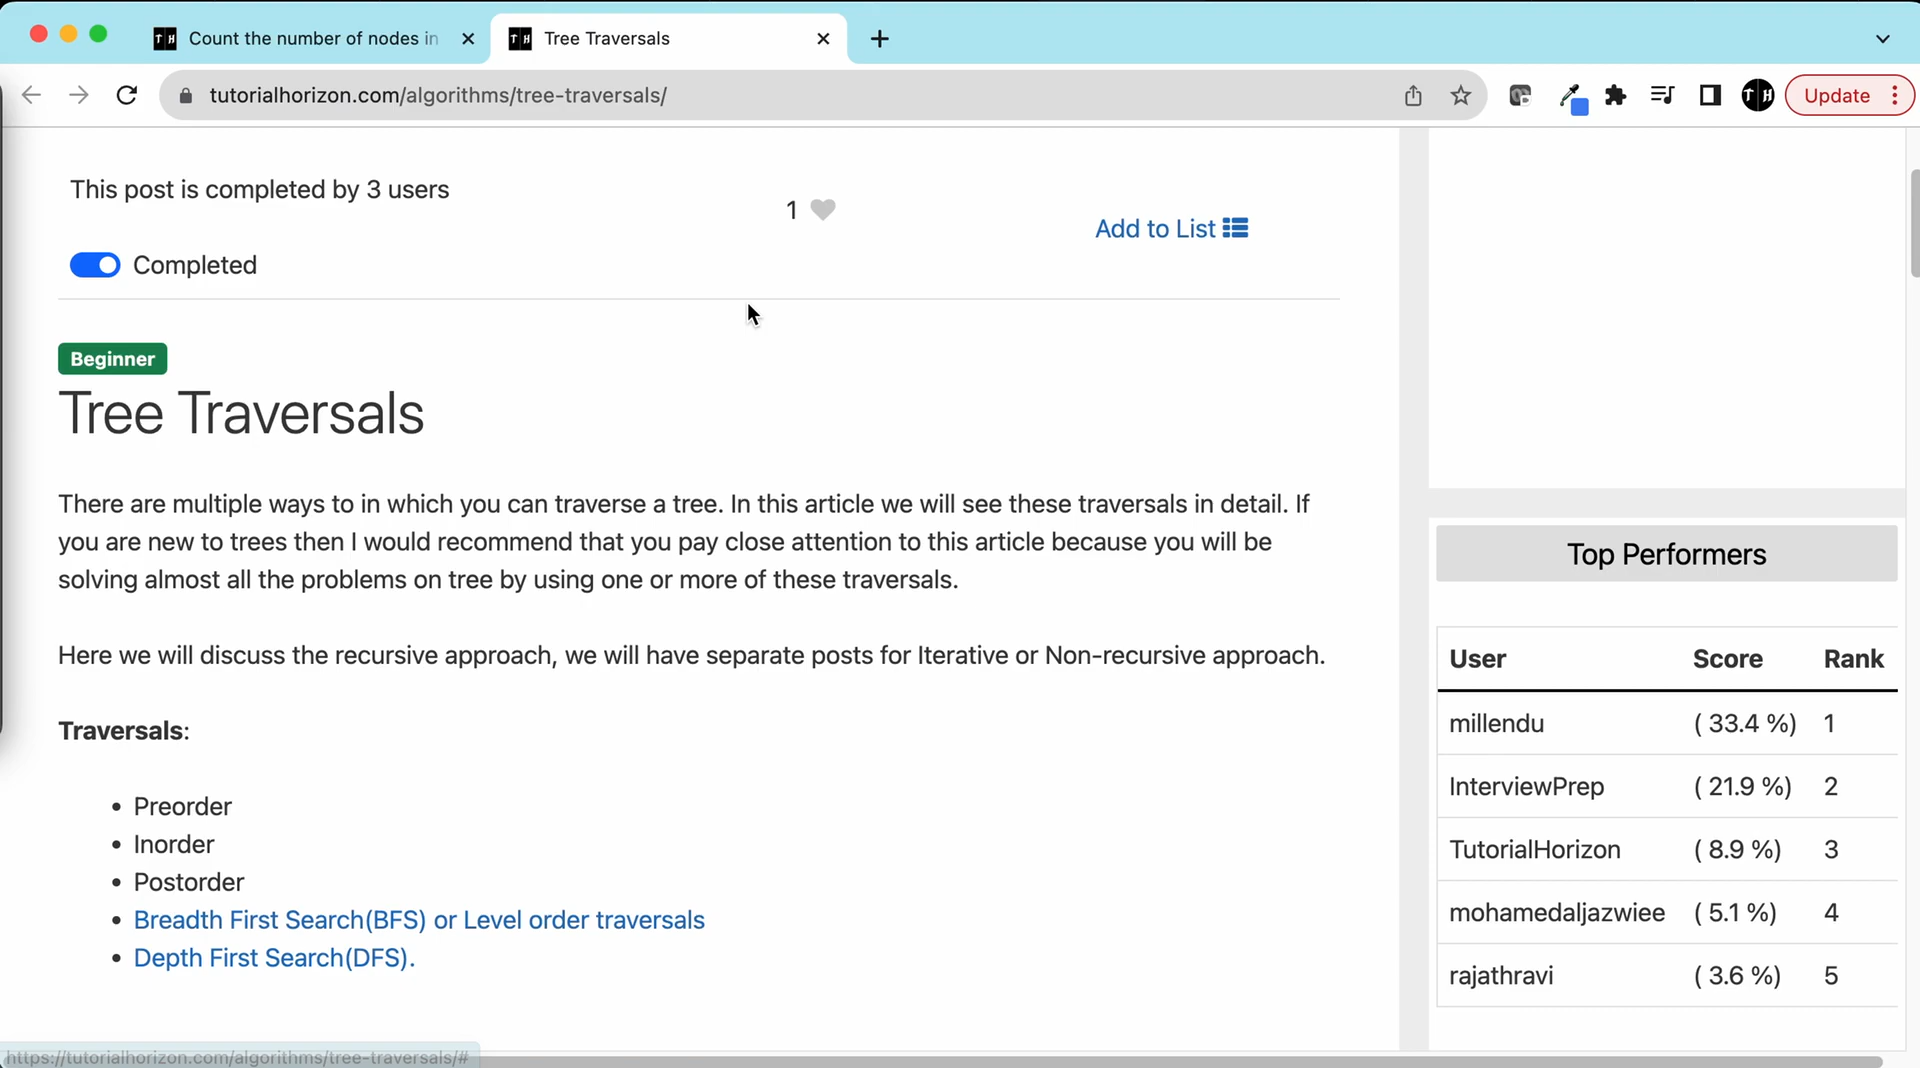 Count the number of nodes in
Tree Traversals
tutorialhorizon.com/algorithms/tree-traversals/
Update
This post is completed by 3 users
1
Add to List
Completed
Beginner
Tree Traversals
There are multiple ways to in which you can traverse a tree. In this article we will see these traversals in detail. If
you are new to trees then I would recommend that you pay close attention to this article because you will be
solving almost all the problems on tree by using one or more of these traversals.
Here we will discuss the recursive approach, we will have separate posts for Iterative or Non-recursive approach.
Traversals:
• Preorder
• Inorder
• Postorder
• Breadth First Search(BFS) or Level order traversals
• Depth First Search(DFS).
Top Performers
User Score Rank
millendu ( 33.4 %) 1
InterviewPrep ( 21.9 %) 2
TutorialHorizon ( 8.9 %) 3
mohamedaljazwiee ( 5.1 %) 4
rajathravi ( 3.6 %) 5
https://tutorialhorizon.com/algorithms/tree-traversals/#